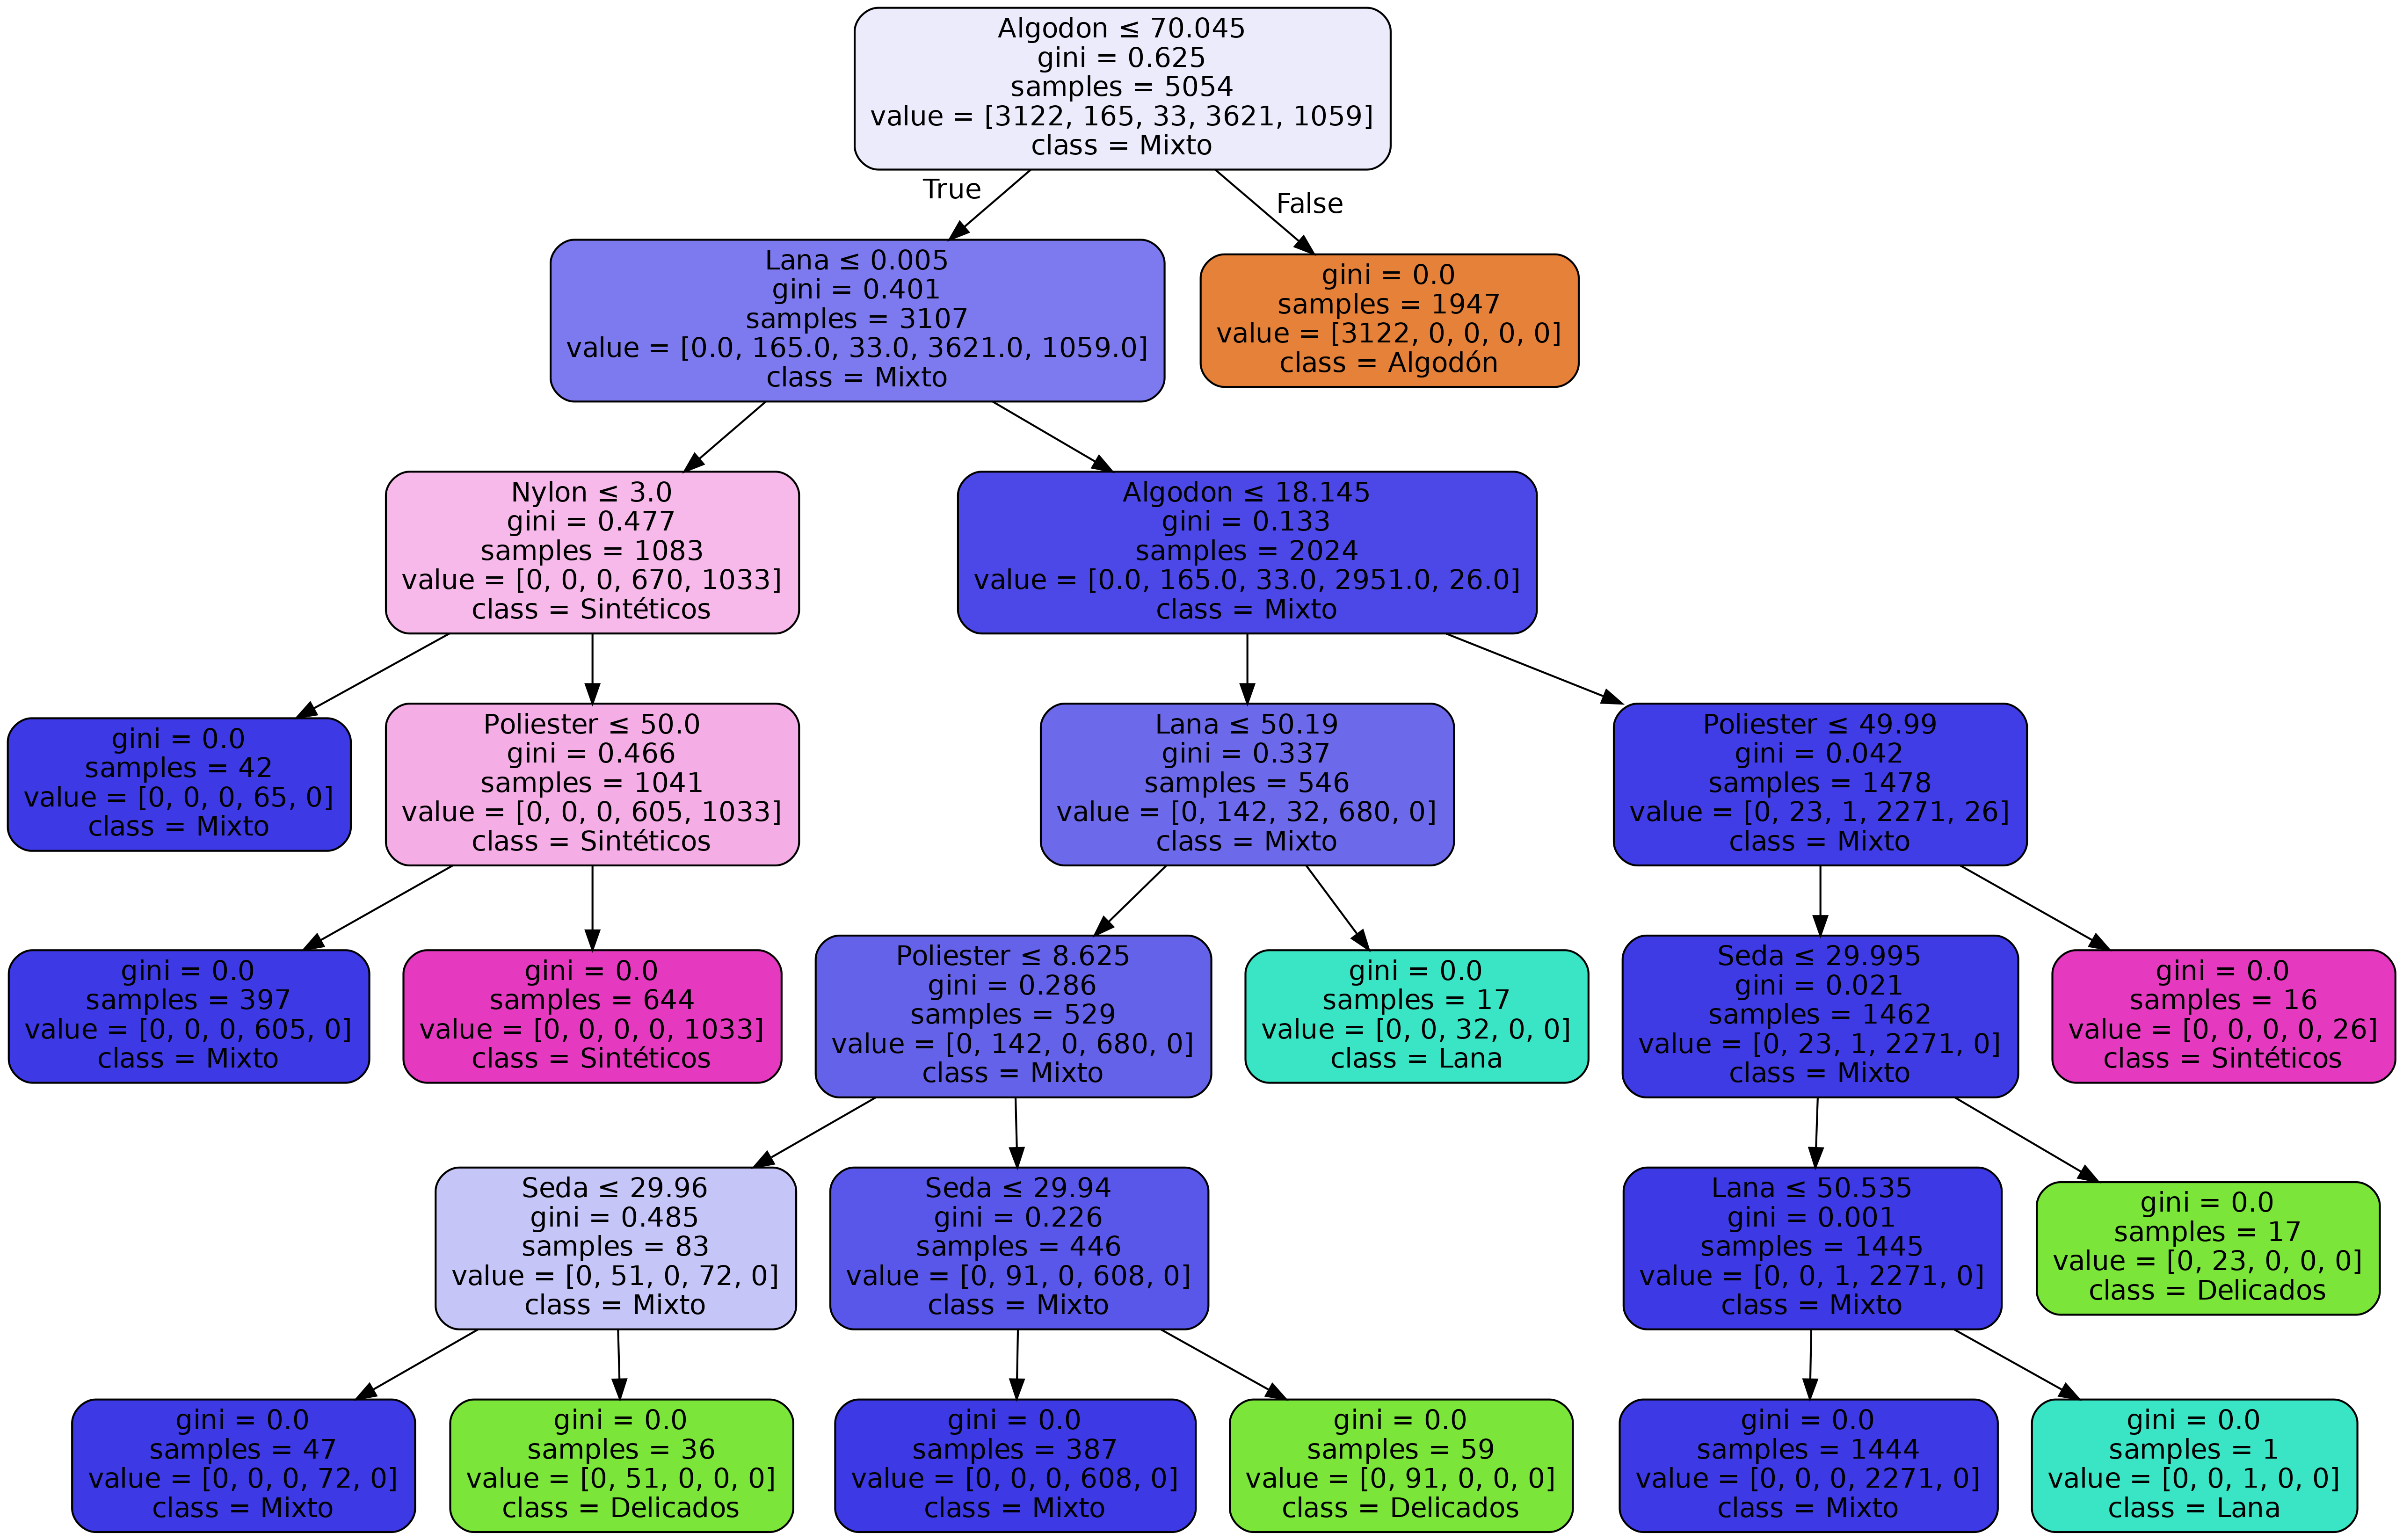 Algodon ≤ 70.045
gini = 0.625
samples = 5054
value = [3122, 165, 33, 3621, 1059]
class = Mixto
True
False
Lana ≤ 0.005
gini = 0.401
samples = 3107
value = [0.0, 165.0, 33.0, 3621.0, 1059.0]
class = Mixto
gini = 0.0
samples = 1947
value = [3122, 0, 0, 0, 0]
class = Algodón
Nylon ≤ 3.0
gini = 0.477
samples = 1083
value = [0, 0, 0, 670, 1033]
class = Sintéticos
Algodon ≤ 18.145
gini = 0.133
samples = 2024
value = [0.0, 165.0, 33.0, 2951.0, 26.0]
class = Mixto
gini = 0.0
samples = 42
value = [0, 0, 0, 65, 0]
class = Mixto
Poliester ≤ 50.0
gini = 0.466
samples = 1041
value = [0, 0, 0, 605, 1033]
class = Sintéticos
Lana ≤ 50.19
gini = 0.337
samples = 546
value = [0, 142, 32, 680, 0]
class = Mixto
Poliester ≤ 49.99
gini = 0.042
samples = 1478
value = [0, 23, 1, 2271, 26]
class = Mixto
gini = 0.0
samples = 397
value = [0, 0, 0, 605, 0]
class = Mixto
gini = 0.0
samples = 644
value = [0, 0, 0, 0, 1033]
class = Sintéticos
Poliester ≤ 8.625
gini = 0.286
samples = 529
value = [0, 142, 0, 680, 0]
class = Mixto
gini = 0.0
samples = 17
value = [0, 0, 32, 0, 0]
class = Lana
Seda ≤ 29.995
gini = 0.021
samples = 1462
value = [0, 23, 1, 2271, 0]
class = Mixto
gini = 0.0
samples = 16
value = [0, 0, 0, 0, 26]
class = Sintéticos
Seda ≤ 29.96
gini = 0.485
samples = 83
value = [0, 51, 0, 72, 0]
class = Mixto
Seda ≤ 29.94
gini = 0.226
samples = 446
value = [0, 91, 0, 608, 0]
class = Mixto
Lana ≤ 50.535
gini = 0.001
samples = 1445
value = [0, 0, 1, 2271, 0]
class = Mixto
gini = 0.0
samples = 17
value = [0, 23, 0, 0, 0]
class = Delicados
gini = 0.0
samples = 47
value = [0, 0, 0, 72, 0]
class = Mixto
gini = 0.0
samples = 36
value = [0, 51, 0, 0, 0]
class = Delicados
gini = 0.0
samples = 387
value = [0, 0, 0, 608, 0]
class = Mixto
gini = 0.0
samples = 59
value = [0, 91, 0, 0, 0]
class = Delicados
gini = 0.0
samples = 1444
value = [0, 0, 0, 2271, 0]
class = Mixto
gini = 0.0
samples = 1
value = [0, 0, 1, 0, 0]
class = Lana